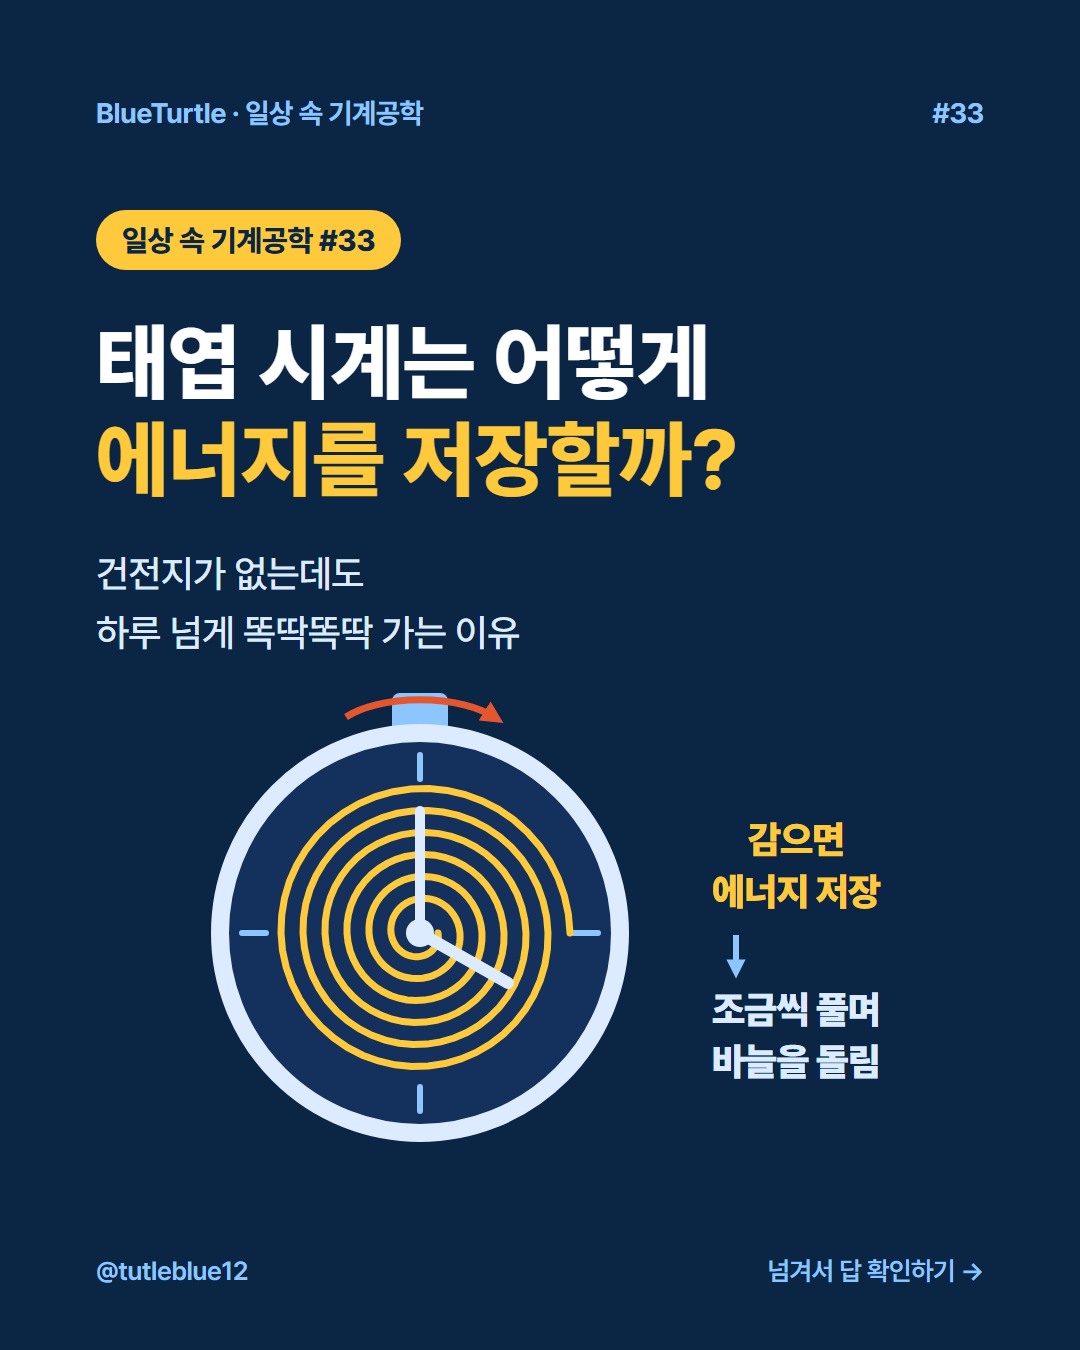 BlueTurtle · 일상 속 기계공학
#33
일상 속 기계공학 #33
태엽 시계는 어떻게
에너지를 저장할까?
건전지가 없는데도
하루 넘게 똑딱똑딱 가는 이유
감으면
에너지 저장
조금씩 풀며
바늘을 돌림
@tutleblue12
넘겨서 답 확인하기 →